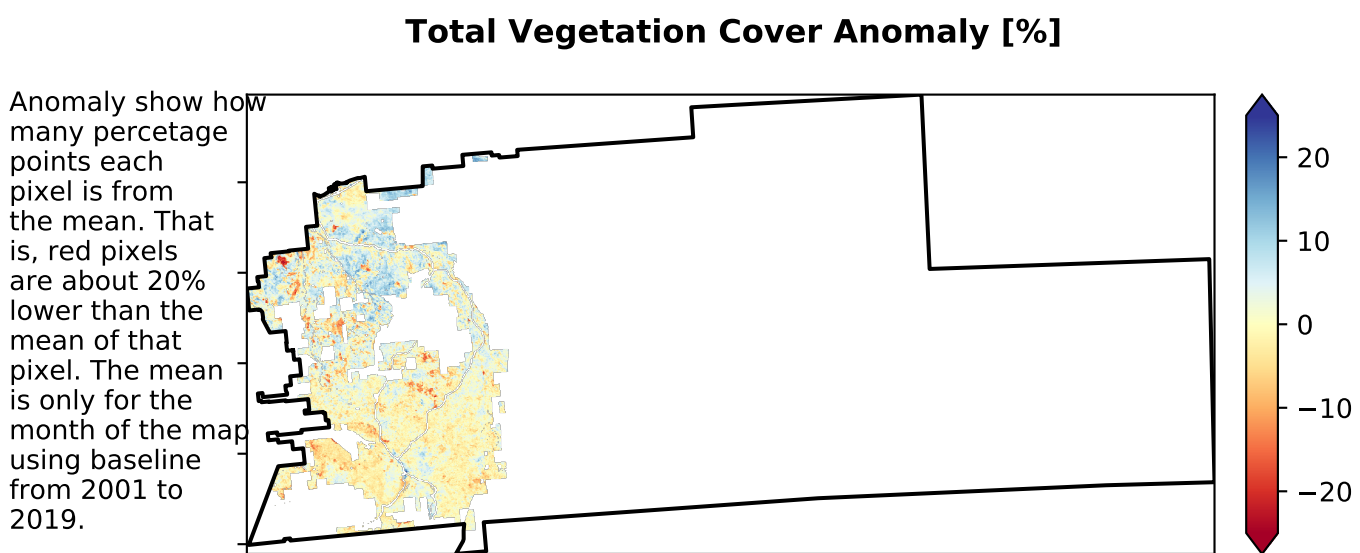 Total Vegetation Cover Anomaly [%]
Anomaly show how
many percetage
points each
pixel is from
the mean. That
is, red pixels
are about 20%
lower than the
mean of that
pixel. The mean
is only for the
month of the map
using baseline
from 2001 to
2019.
20
10
0
−10
−20